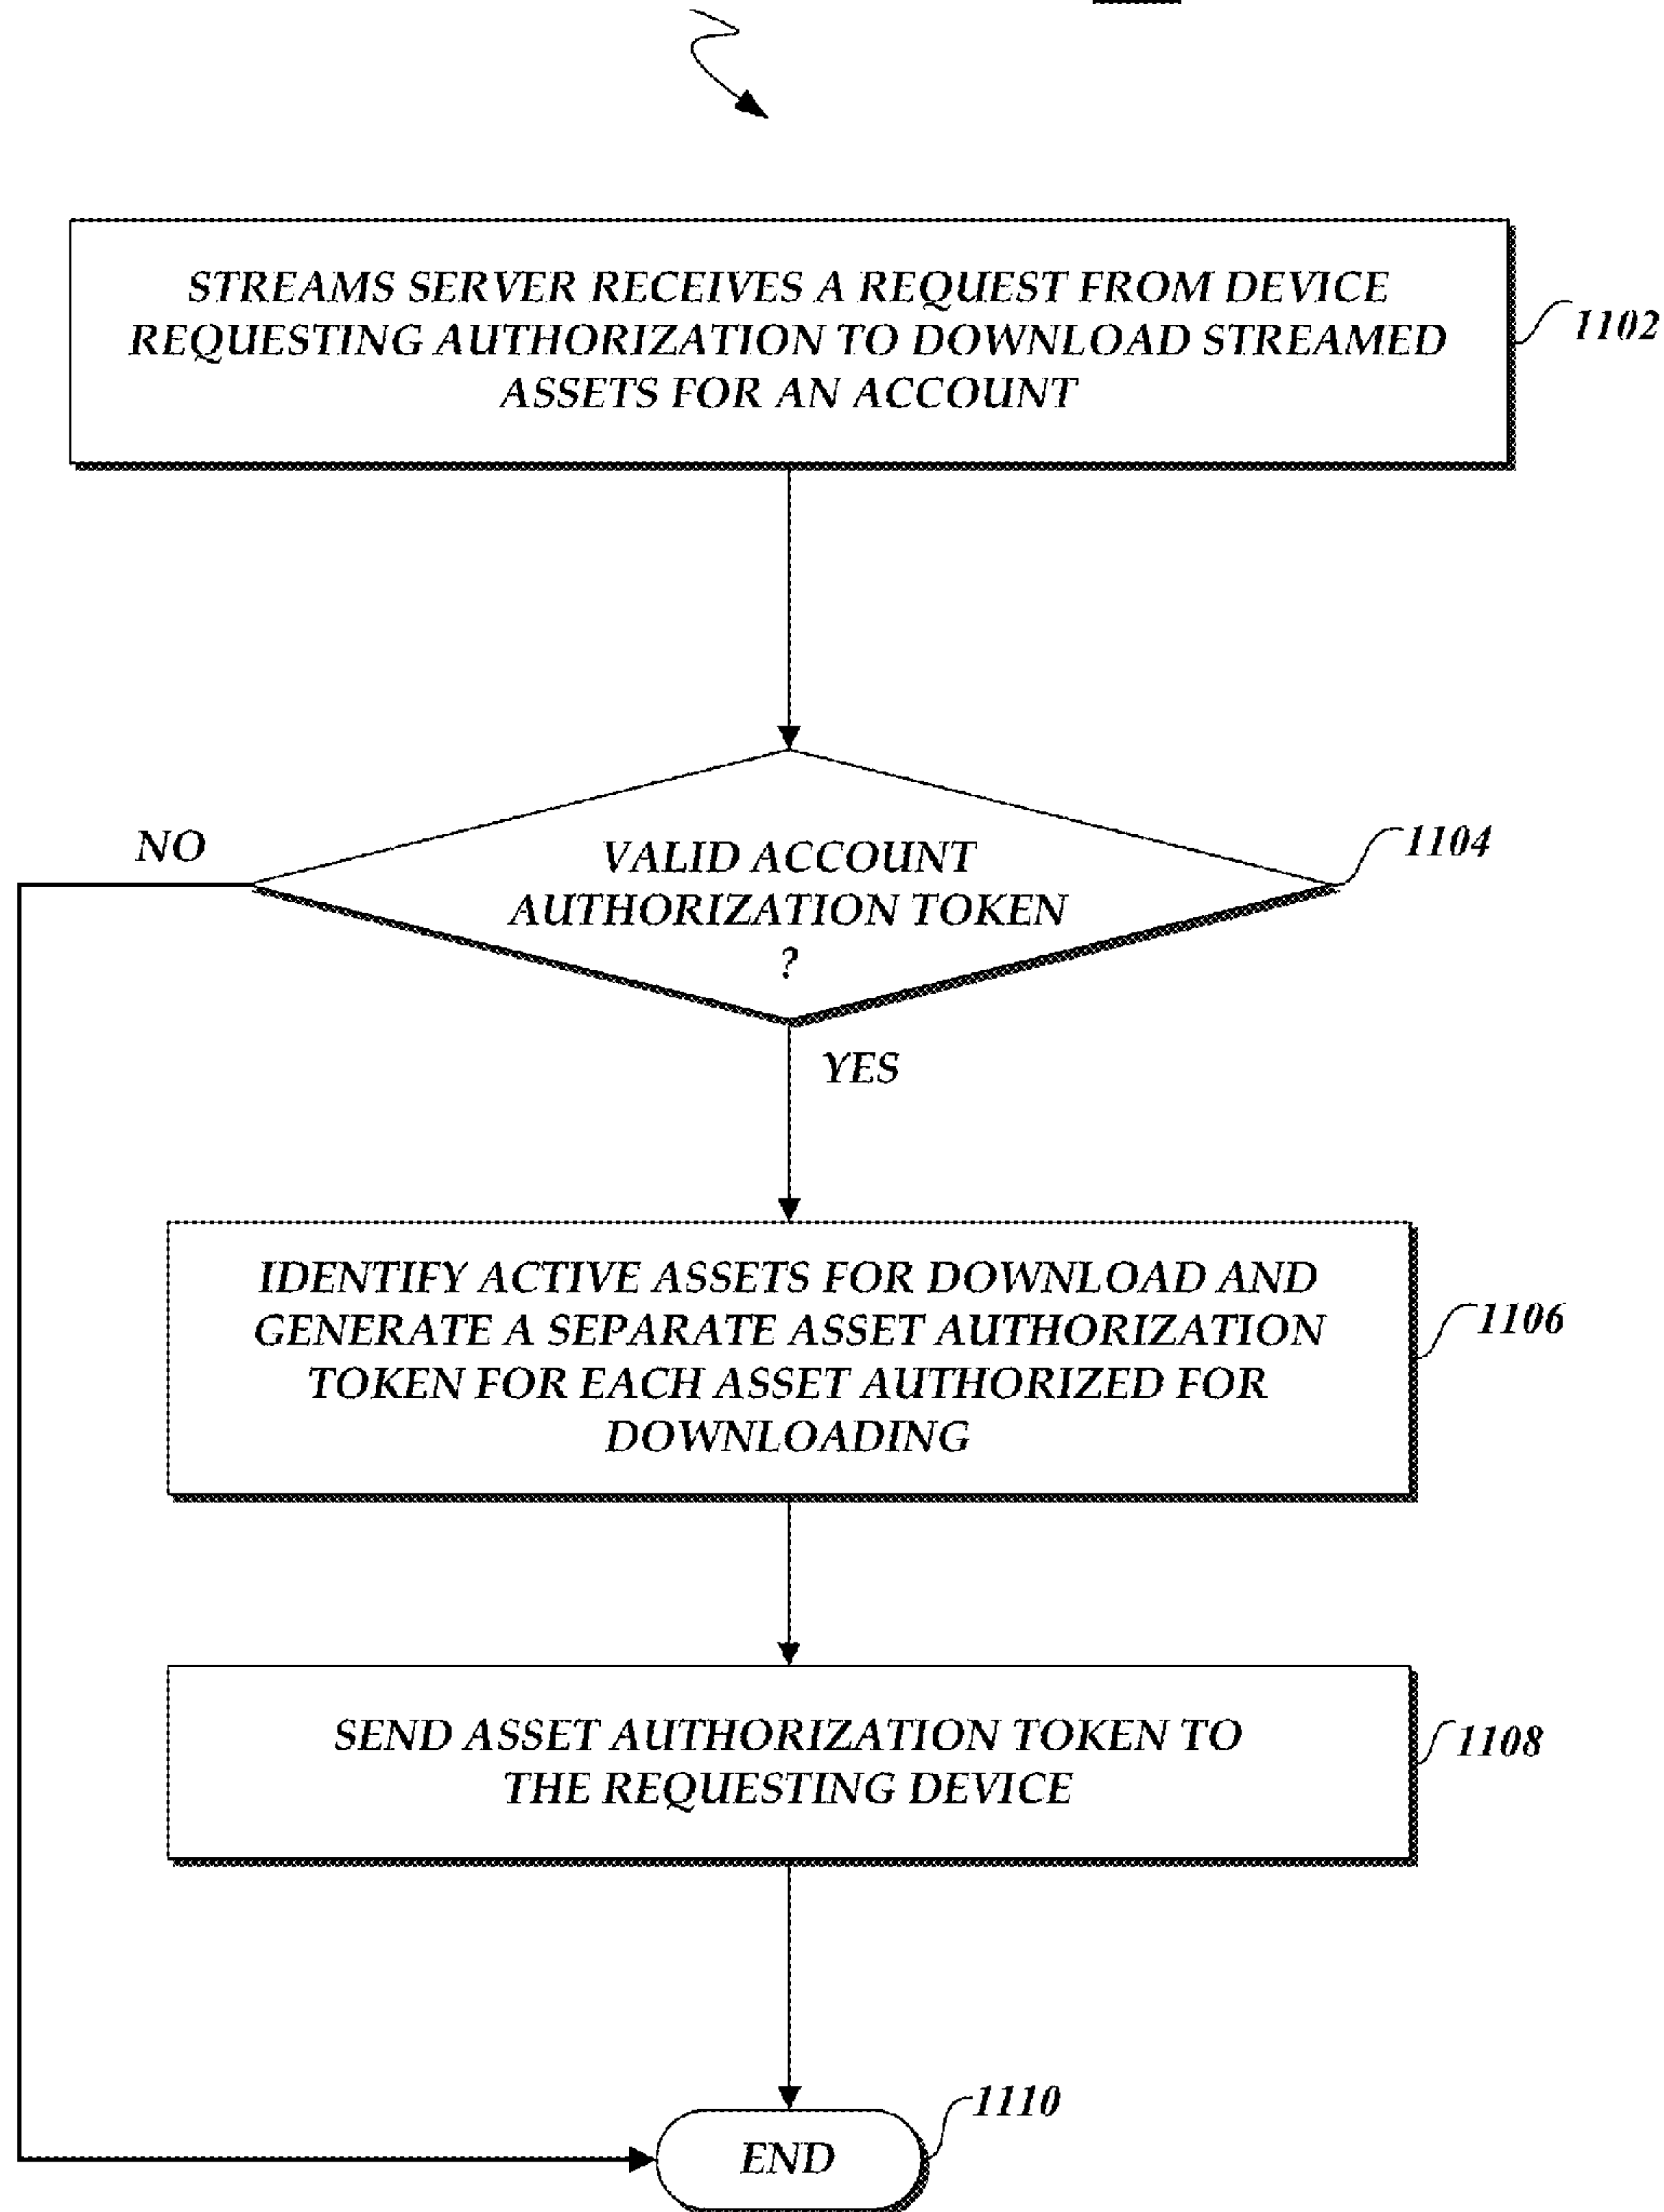 STREAMS SERVER RECEIVES A REQUEST FROM DEVICE
REQUESTING AUTHORIZATION TO DOWNLOAD STREAMED
ASSETS FOR AN ACCOUNT
1102
NO
VALID ACCOUNT
AUTHORIZATION TOKEN
?
1104
YES
IDENTIFY ACTIVE ASSETS FOR DOWNLOAD AND
GENERATE A SEPARATE ASSET AUTHORIZATION
TOKEN FOR EACH ASSET AUTHORIZED FOR
DOWNLOADING
1106
SEND ASSET AUTHORIZATION TOKEN TO
THE REQUESTING DEVICE
1108
1110
END